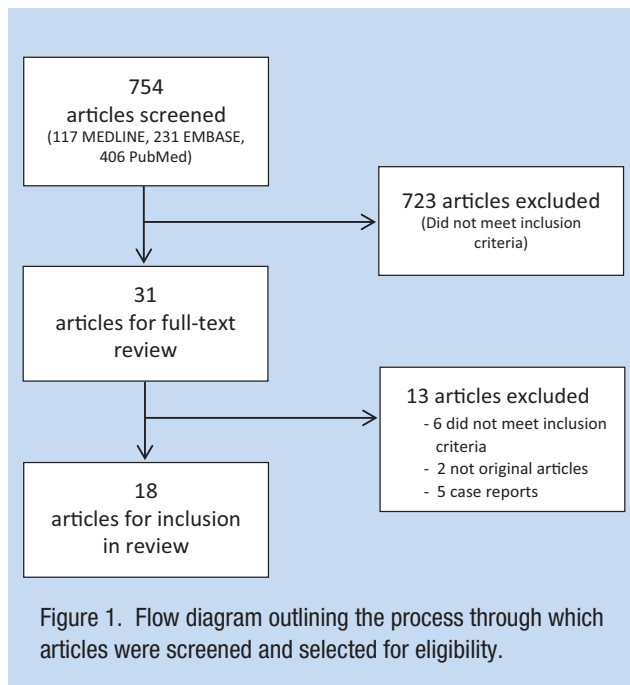 754
articles screened
(117 MEDLINE, 231 EMBASE,
406 PubMed)
723 articles excluded
(Did not meet inclusion
criteria)
31
articles for full-text
review
13 articles excluded
- 6 did not meet inclusion
criteria
- 2 not original articles
- 5 case reports
18
articles for inclusion
in review
Figure 1. Flow diagram outlining the process through which
articles were screened and selected for eligibility.